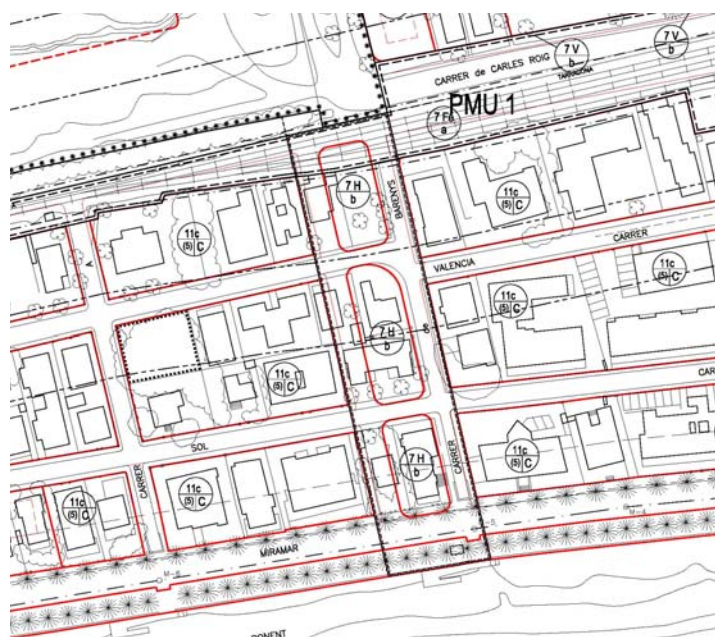 7 V
b
7 V
b
CARRER de CARLES ROIG
TARRAGONA
PMU 1
7 Fe
a
7 H
b
BARENYS
11c
(5) C
11c
(5) C
CARRER
VALENCIA
A
11c
(5) C
11c
(5) C
7 H
b
11c
(5) C
CAR
SOL
7 H
b
CARRER
11c
(5) C
CARRER
11c
(5) C
11c
(5) C
MIRAMAR
M-6
PONENT